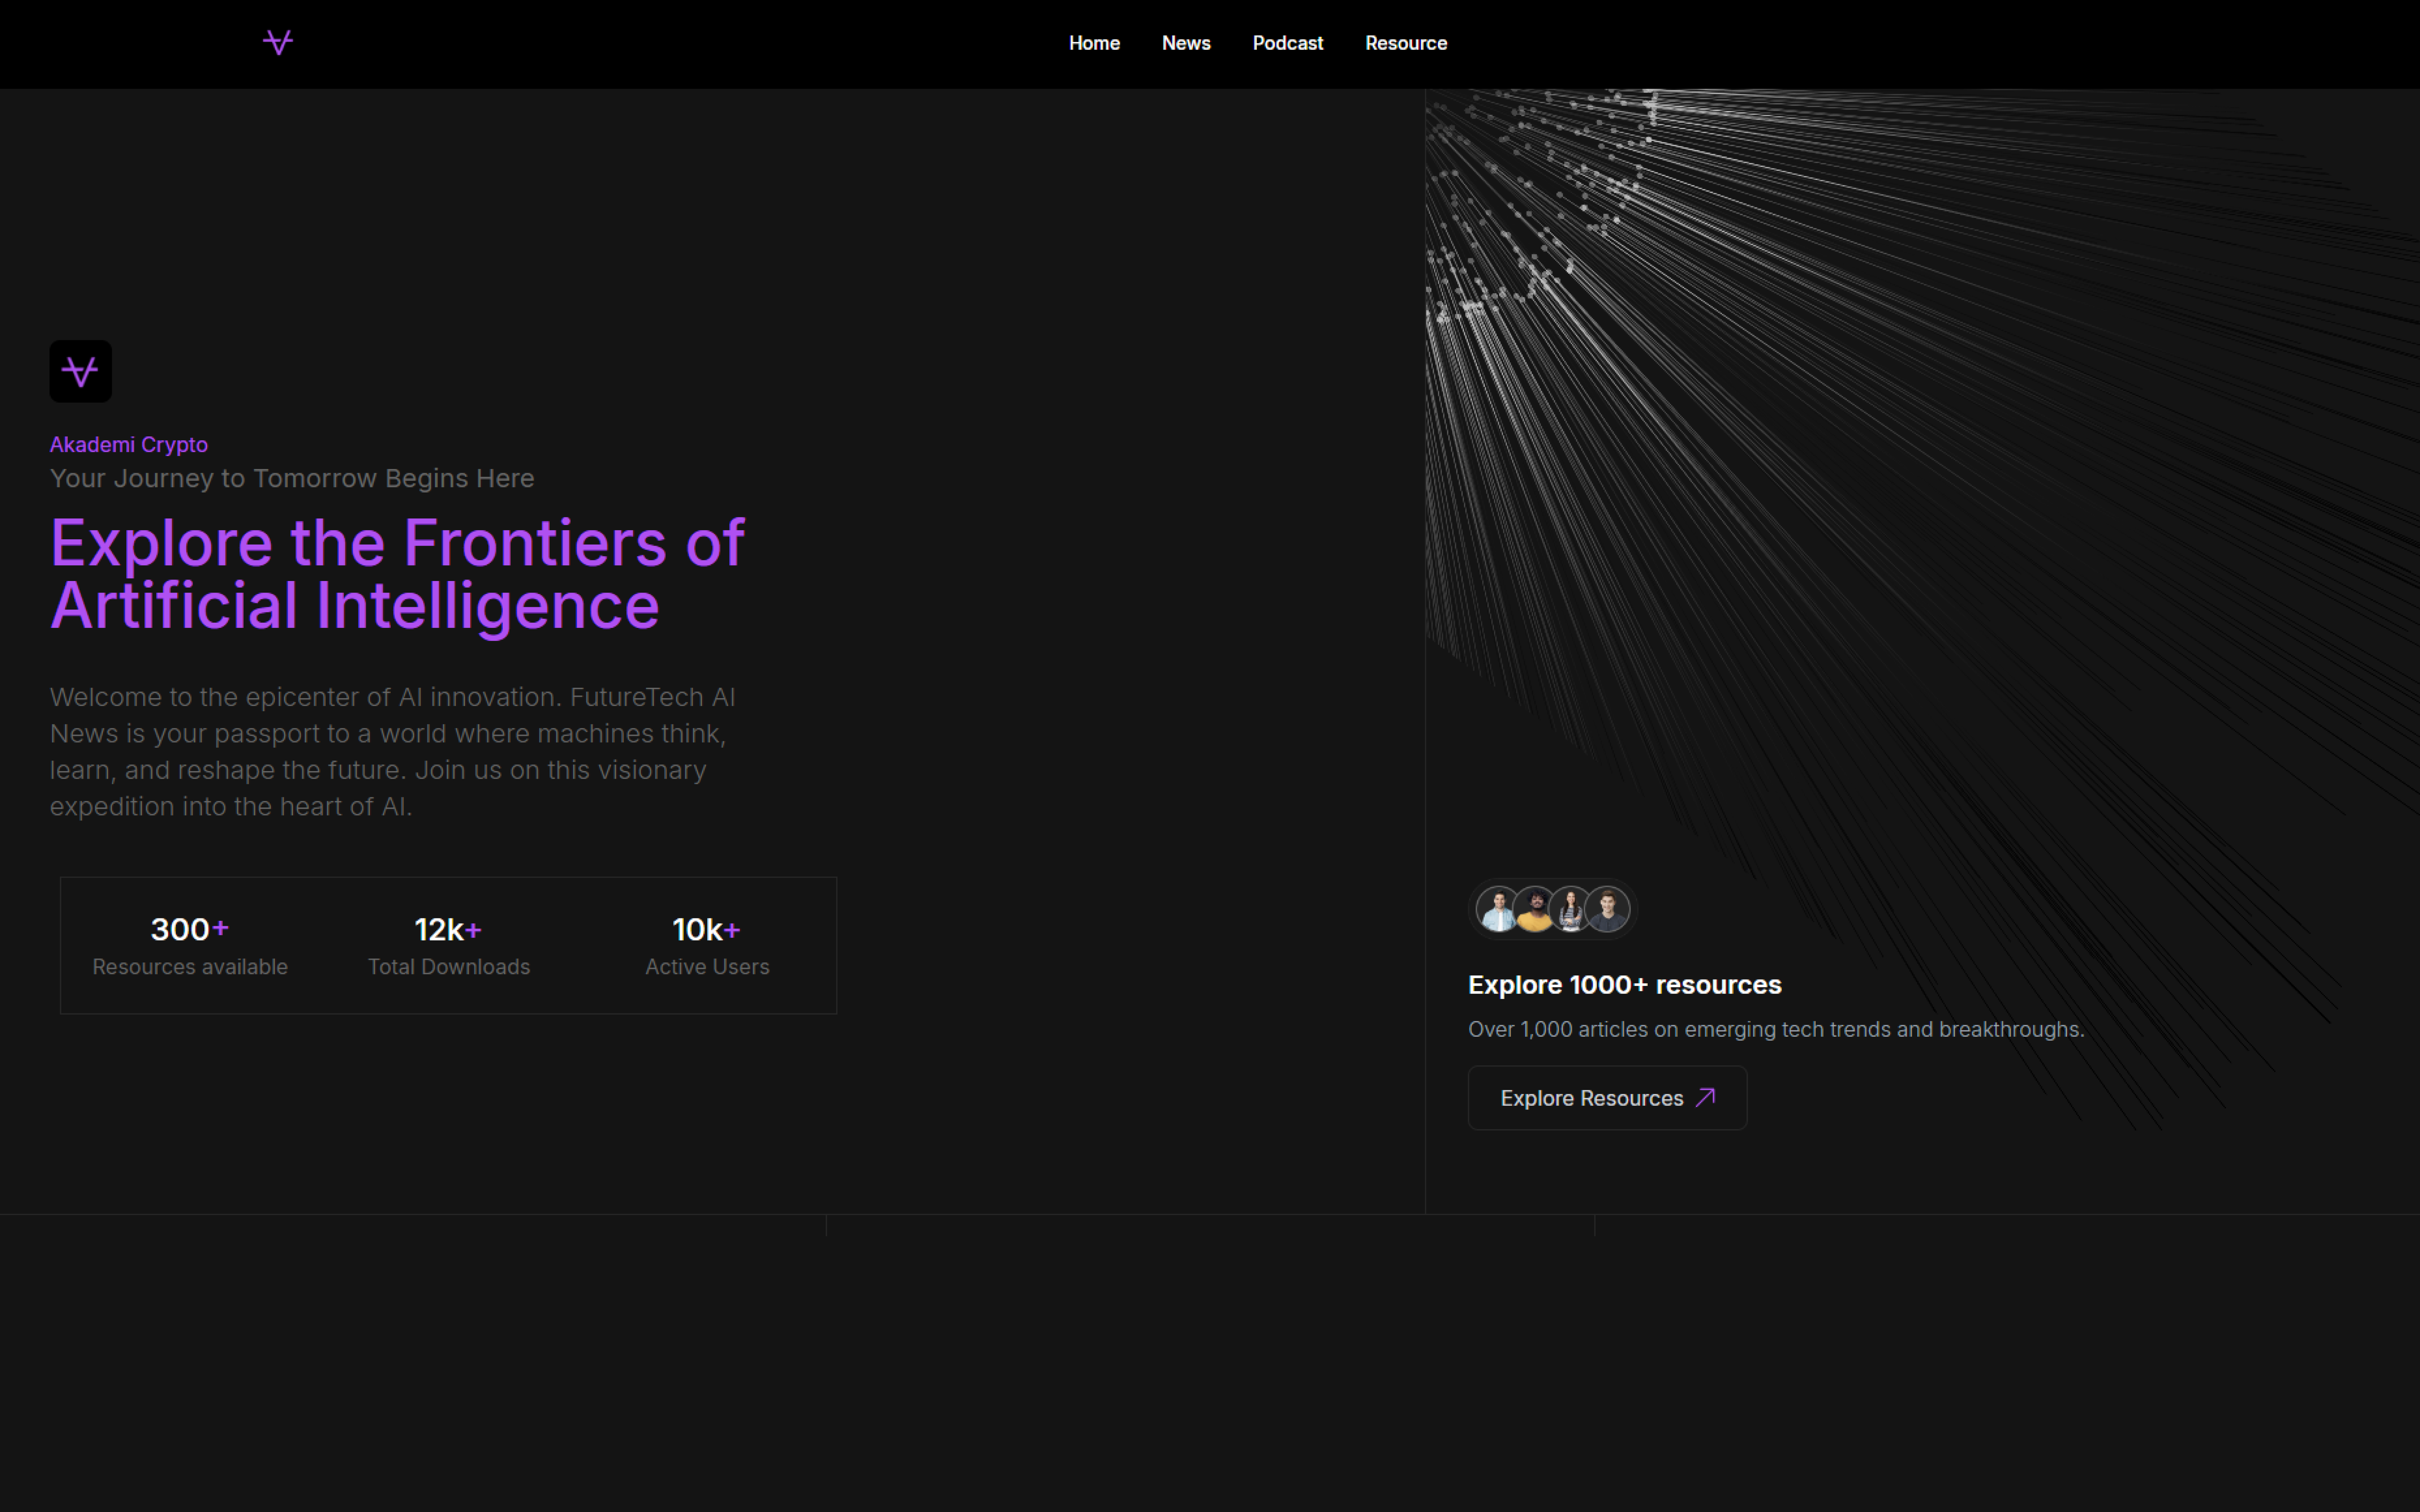 Home News Podcast Resource
Akademi Crypto
Your Journey to Tomorrow Begins Here
Explore the Frontiers of
Artificial Intelligence
Welcome to the epicenter of AI innovation. FutureTech AI
News is your passport to a world where machines think,
learn, and reshape the future. Join us on this visionary
expedition into the heart of AI.
300+ 12k+ 10k+
Resources available Total Downloads Active Users
Explore 1000+ resources
Over 1,000 articles on emerging tech trends and breakthroughs.
Explore Resources